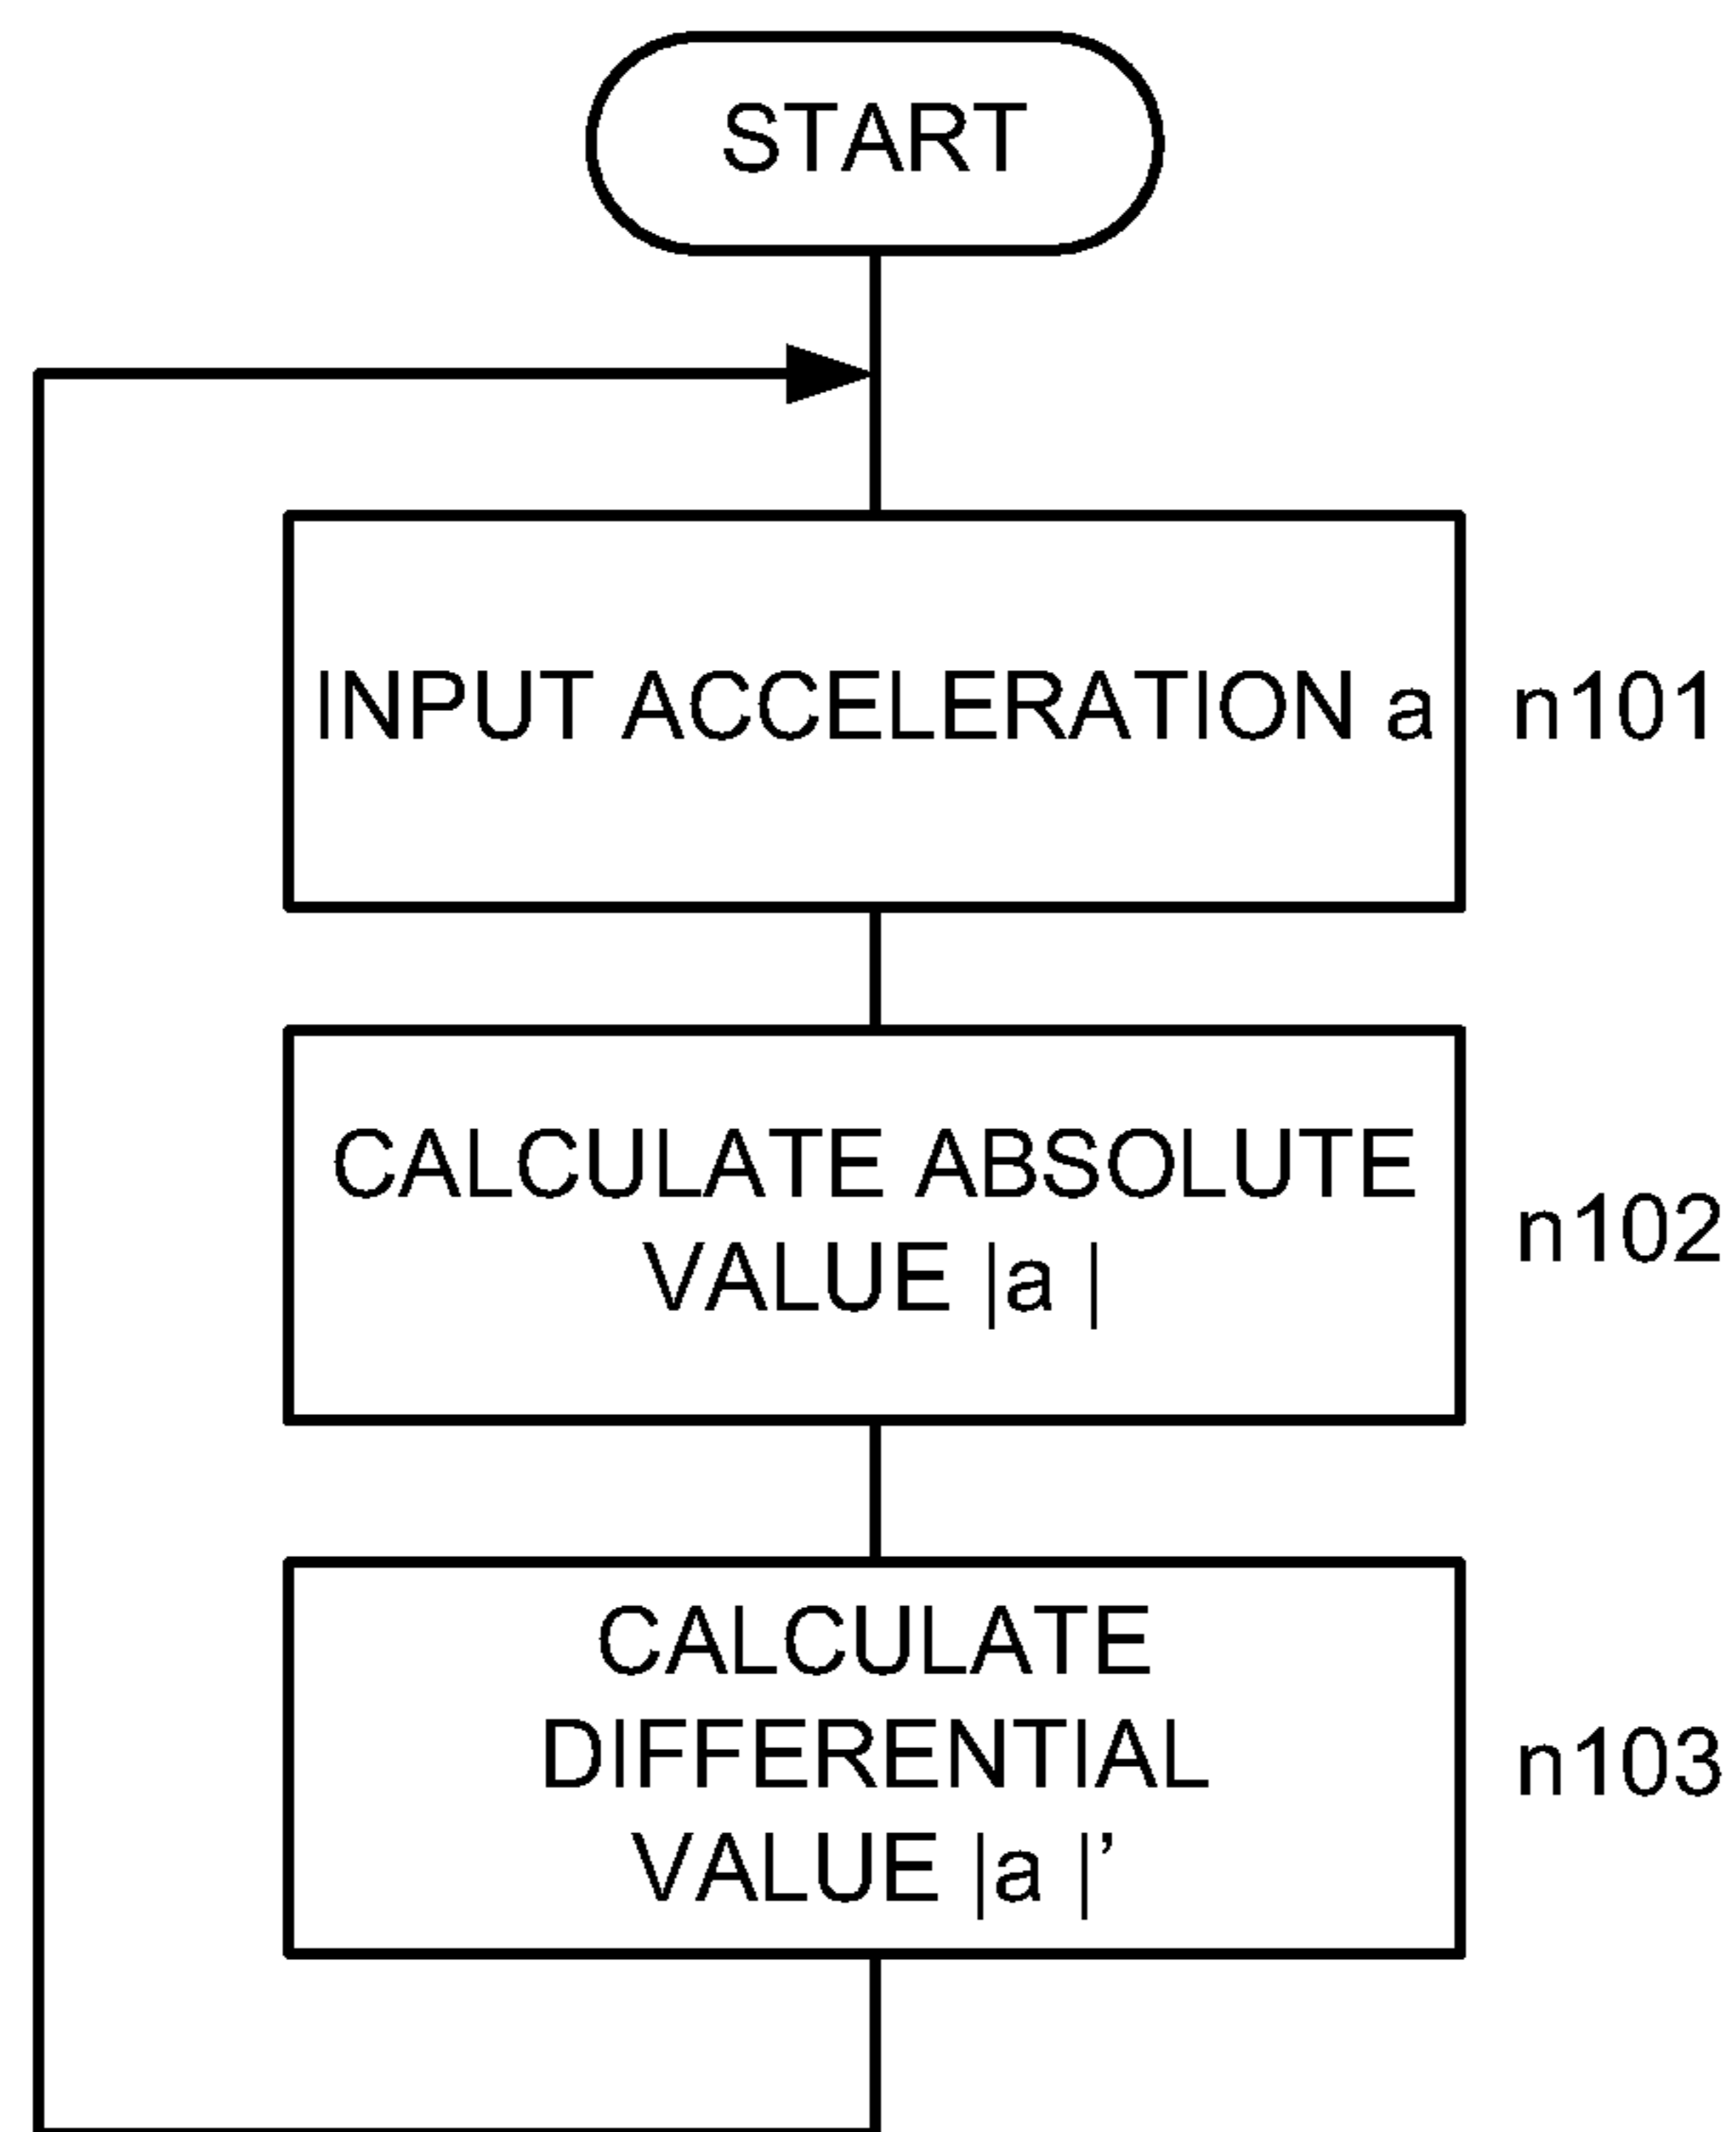 START
INPUT ACCELERATION a n101
CALCULATE ABSOLUTE
VALUE |a |
n102
CALCULATE
DIFFERENTIAL
VALUE |a |’
n103